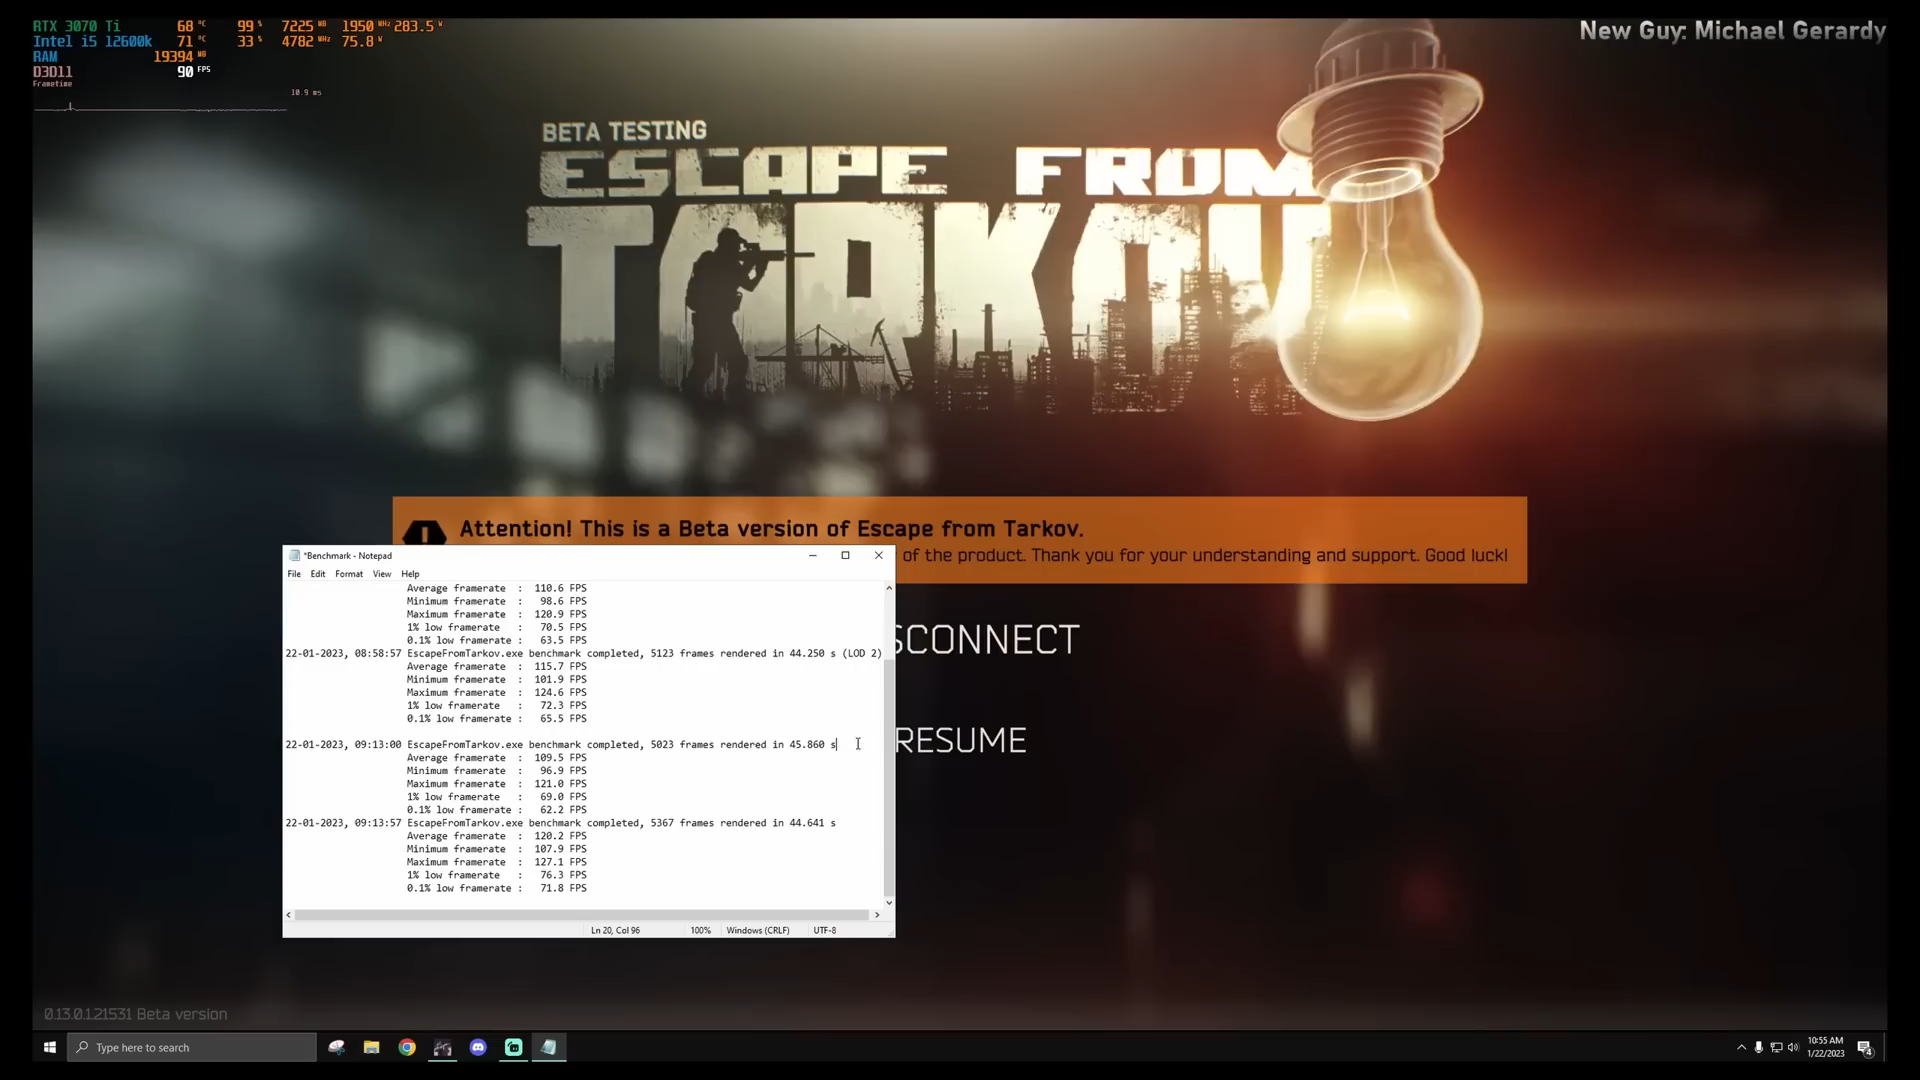 RTX 3070 Ti 68 °C 99 % 7225 MB 1950 MHz 283.5 W
Intel i5 12600k 71 °C 33 % 4782 MHz 75.8 W
RAM 19394 MB
D3D11 90 FPS
Frametime
10.9 ms
New Guy: Michael Gerardy
BETA TESTING
ESCAPE FROM
TARKOV
Attention! This is a Beta version of Escape from Tarkov.
of the product. Thank you for your understanding and support. Good luck!
SCONNECT
RESUME
*Benchmark - Notepad
File Edit Format View Help
Average framerate : 110.6 FPS
Minimum framerate : 98.6 FPS
Maximum framerate : 120.9 FPS
1% low framerate : 70.5 FPS
0.1% low framerate : 63.5 FPS
22-01-2023, 08:58:57 EscapeFromTarkov.exe benchmark completed, 5123 frames rendered in 44.250 s (LOD 2)
Average framerate : 115.7 FPS
Minimum framerate : 101.9 FPS
Maximum framerate : 124.6 FPS
1% low framerate : 72.3 FPS
0.1% low framerate : 65.5 FPS
22-01-2023, 09:13:00 EscapeFromTarkov.exe benchmark completed, 5023 frames rendered in 45.860 s
Average framerate : 109.5 FPS
Minimum framerate : 96.9 FPS
Maximum framerate : 121.0 FPS
1% low framerate : 69.0 FPS
0.1% low framerate : 62.2 FPS
22-01-2023, 09:13:57 EscapeFromTarkov.exe benchmark completed, 5367 frames rendered in 44.641 s
Average framerate : 120.2 FPS
Minimum framerate : 107.9 FPS
Maximum framerate : 127.1 FPS
1% low framerate : 76.3 FPS
0.1% low framerate : 71.8 FPS
Ln 20, Col 96 100% Windows (CRLF) UTF-8
0.13.0.1.21531 Beta version
Type here to search
10:55 AM
1/22/2023
4